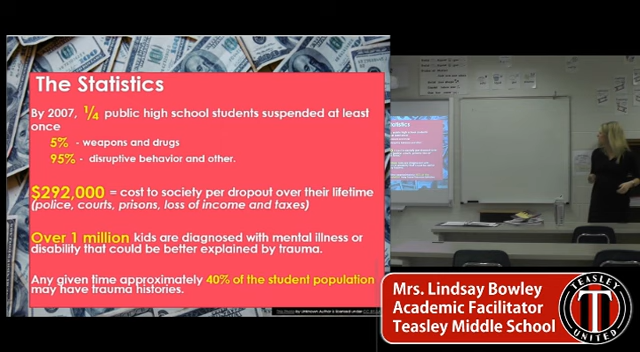 The Statistics
By 2007, ¼ public high school students suspended at least
once
5% - weapons and drugs
95% - disruptive behavior and other.
$292,000 = cost to society per dropout over their lifetime
(police, courts, prisons, loss of income and taxes)
Over 1 million kids are diagnosed with mental illness or
disability that could be better explained by trauma.
Any given time approximately 40% of the student population
may have trauma histories.
Mrs. Lindsay Bowley
Academic Facilitator
Teasley Middle School
TEASLEY
T
UNITED